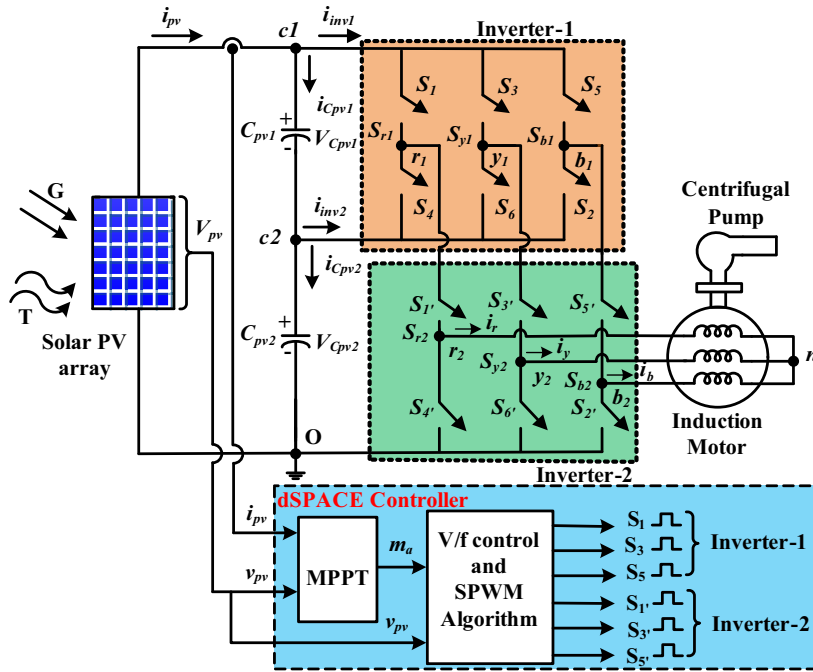 i_pv
c1
i_inv1
Inverter-1
S_1
S_3
S_5
i_Cpv1
C_pv1
+
-
V_Cpv1
S_r1
S_y1
S_b1
r_1
y_1
b_1
S_4
S_6
S_2
G
V_pv
i_inv2
c2
i_Cpv2
T
Solar PV
array
C_pv2
+
-
V_Cpv2
Centrifugal
Pump
S_1'
S_3'
S_5'
S_r2
i_r
r_2
S_y2
i_y
y_2
S_b2
i_b
b_2
n
S_4'
S_6'
S_2'
Induction
Motor
O
Inverter-2
dSPACE Controller
i_pv
v_pv
MPPT
m_a
v_pv
V/f control
and
SPWM
Algorithm
S_1
S_3
S_5
Inverter-1
S_1'
S_3'
S_5'
Inverter-2